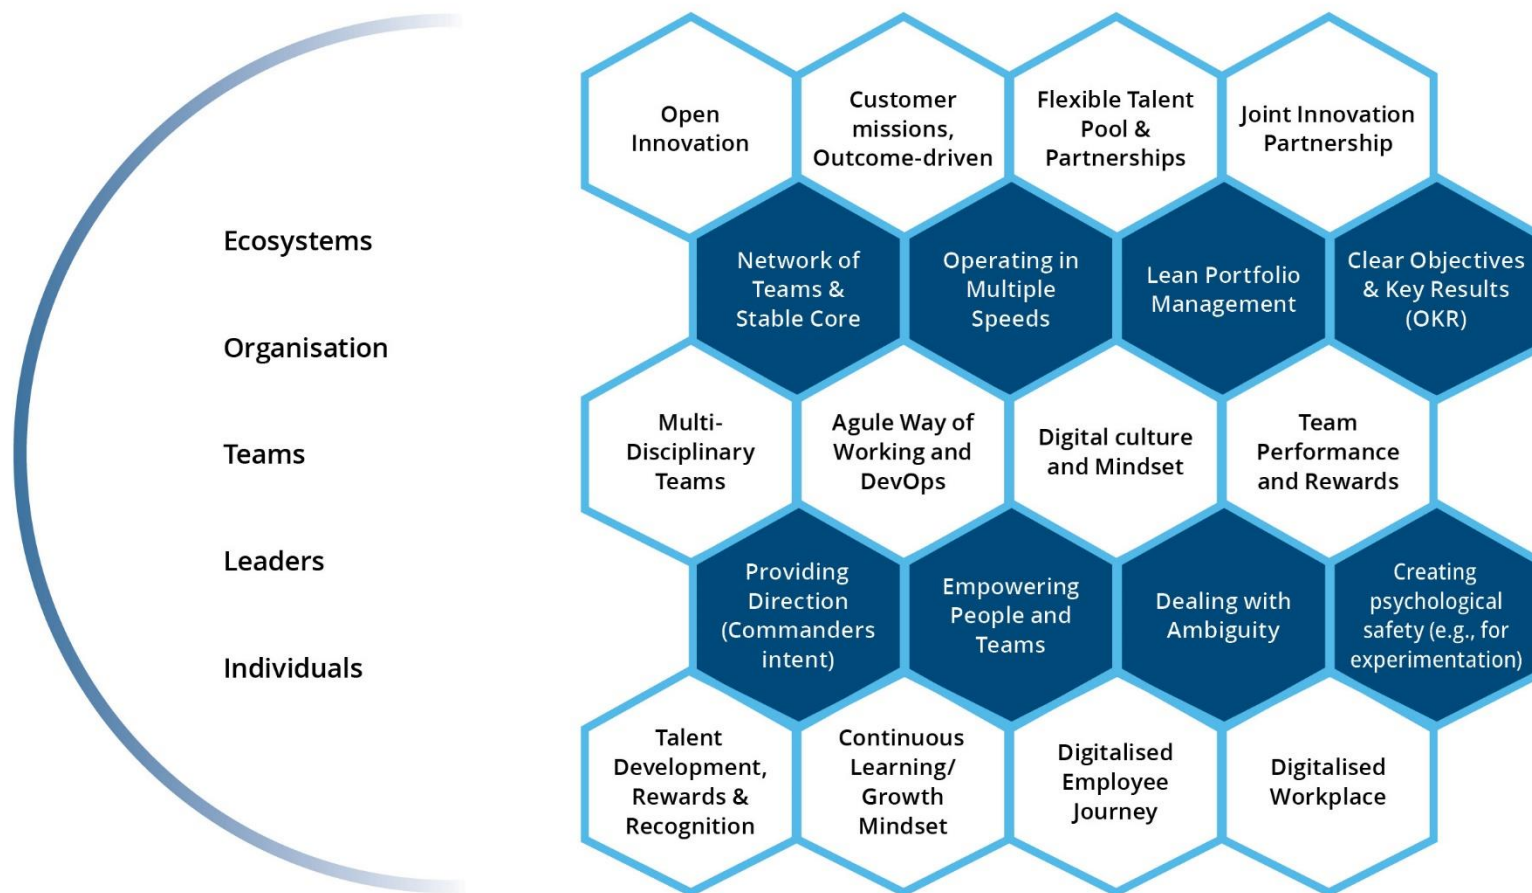 Ecosystems
Organisation
Teams
Leaders
Individuals
Open
Innovation
Customer
missions,
Outcome-driven
Flexible Talent
Pool &
Partnerships
Joint Innovation
Partnership
Network of
Teams &
Stable Core
Operating in
Multiple
Speeds
Lean Portfolio
Management
Clear Objectives
& Key Results
(OKR)
Multi-
Disciplinary
Teams
Agule Way of
Working and
DevOps
Digital culture
and Mindset
Team
Performance
and Rewards
Providing
Direction
(Commanders
intent)
Empowering
People and
Teams
Dealing with
Ambiguity
Creating
psychological
safety (e.g., for
experimentation)
Talent
Development,
Rewards &
Recognition
Continuous
Learning/
Growth
Mindset
Digitalised
Employee
Journey
Digitalised
Workplace